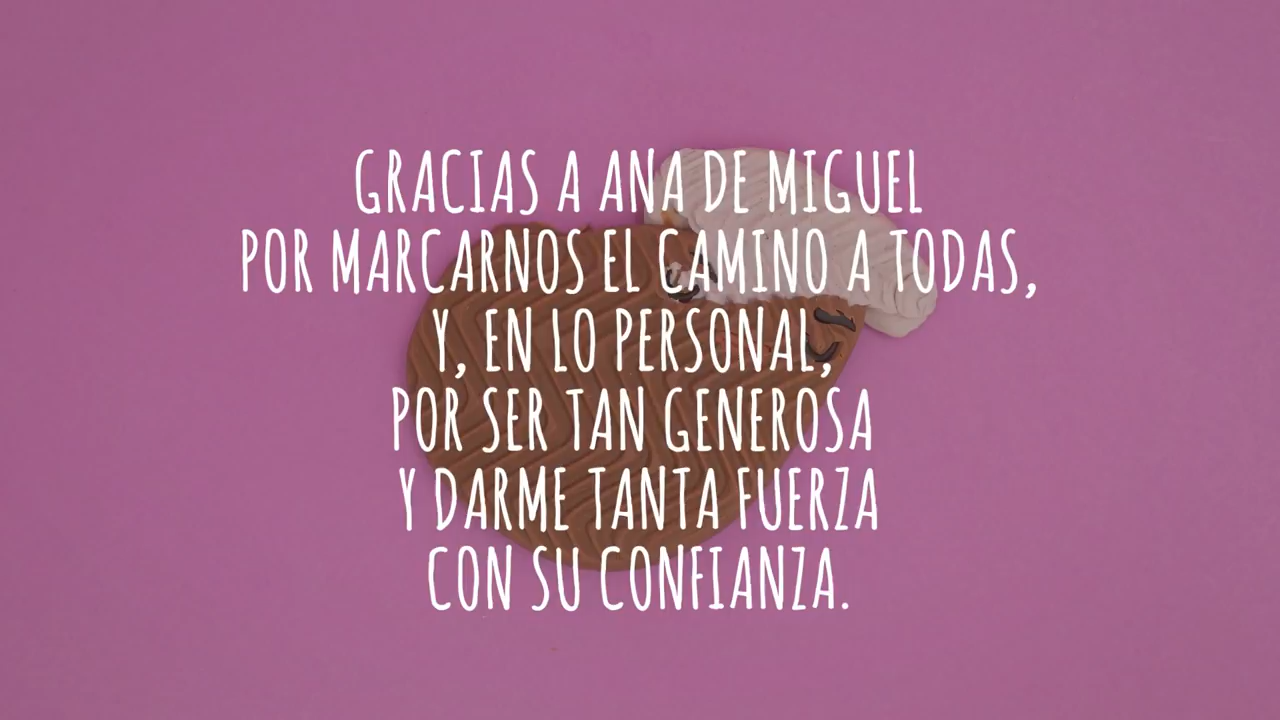 GRACIAS A ANA DE MIGUEL
POR MARCARNOS EL CAMINO A TODAS,
Y, EN LO PERSONAL,
POR SER TAN GENEROSA
Y DARME TANTA FUERZA
CON SU CONFIANZA.